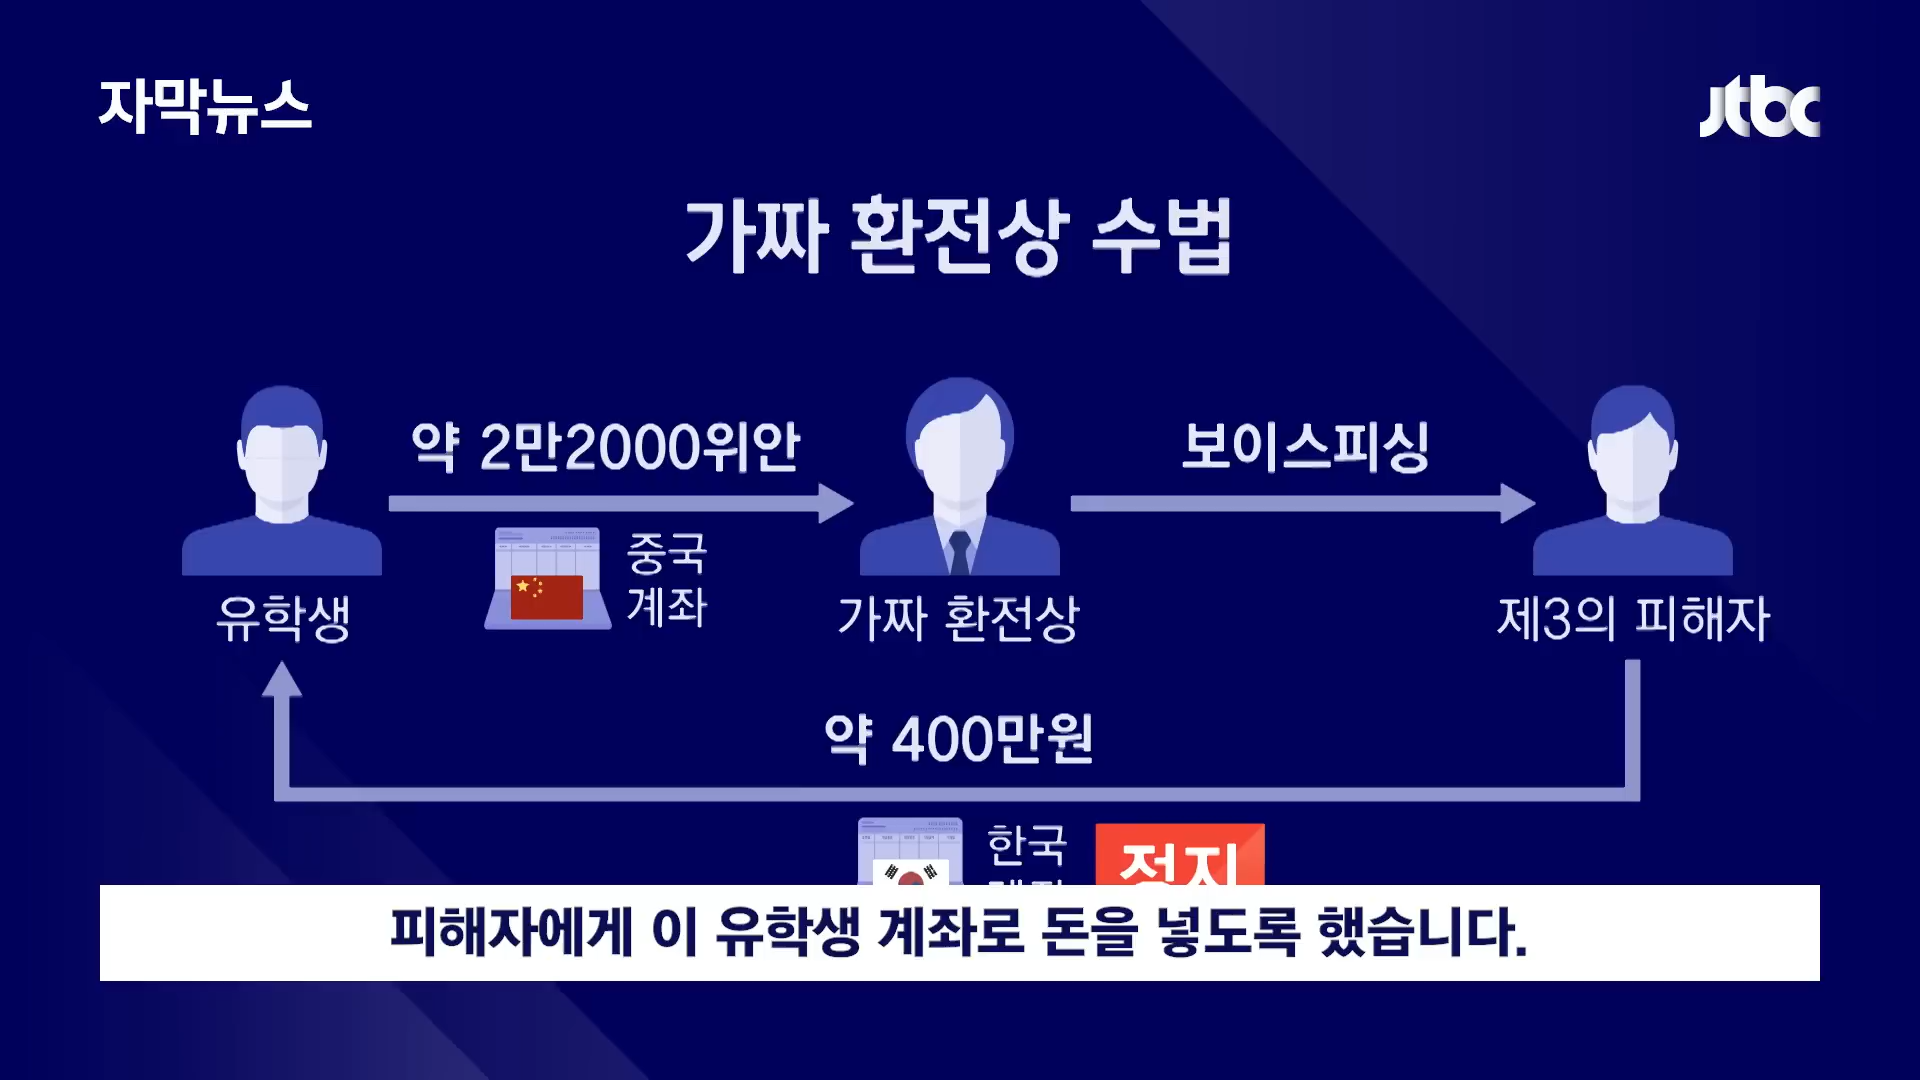 자막뉴스
jtbc
가짜 환전상 수법
약 2만2000위안
보이스피싱
중국
계좌
유학생
가짜 환전상
제3의 피해자
약 400만원
한국
정지
피해자에게 이 유학생 계좌로 돈을 넣도록 했습니다.